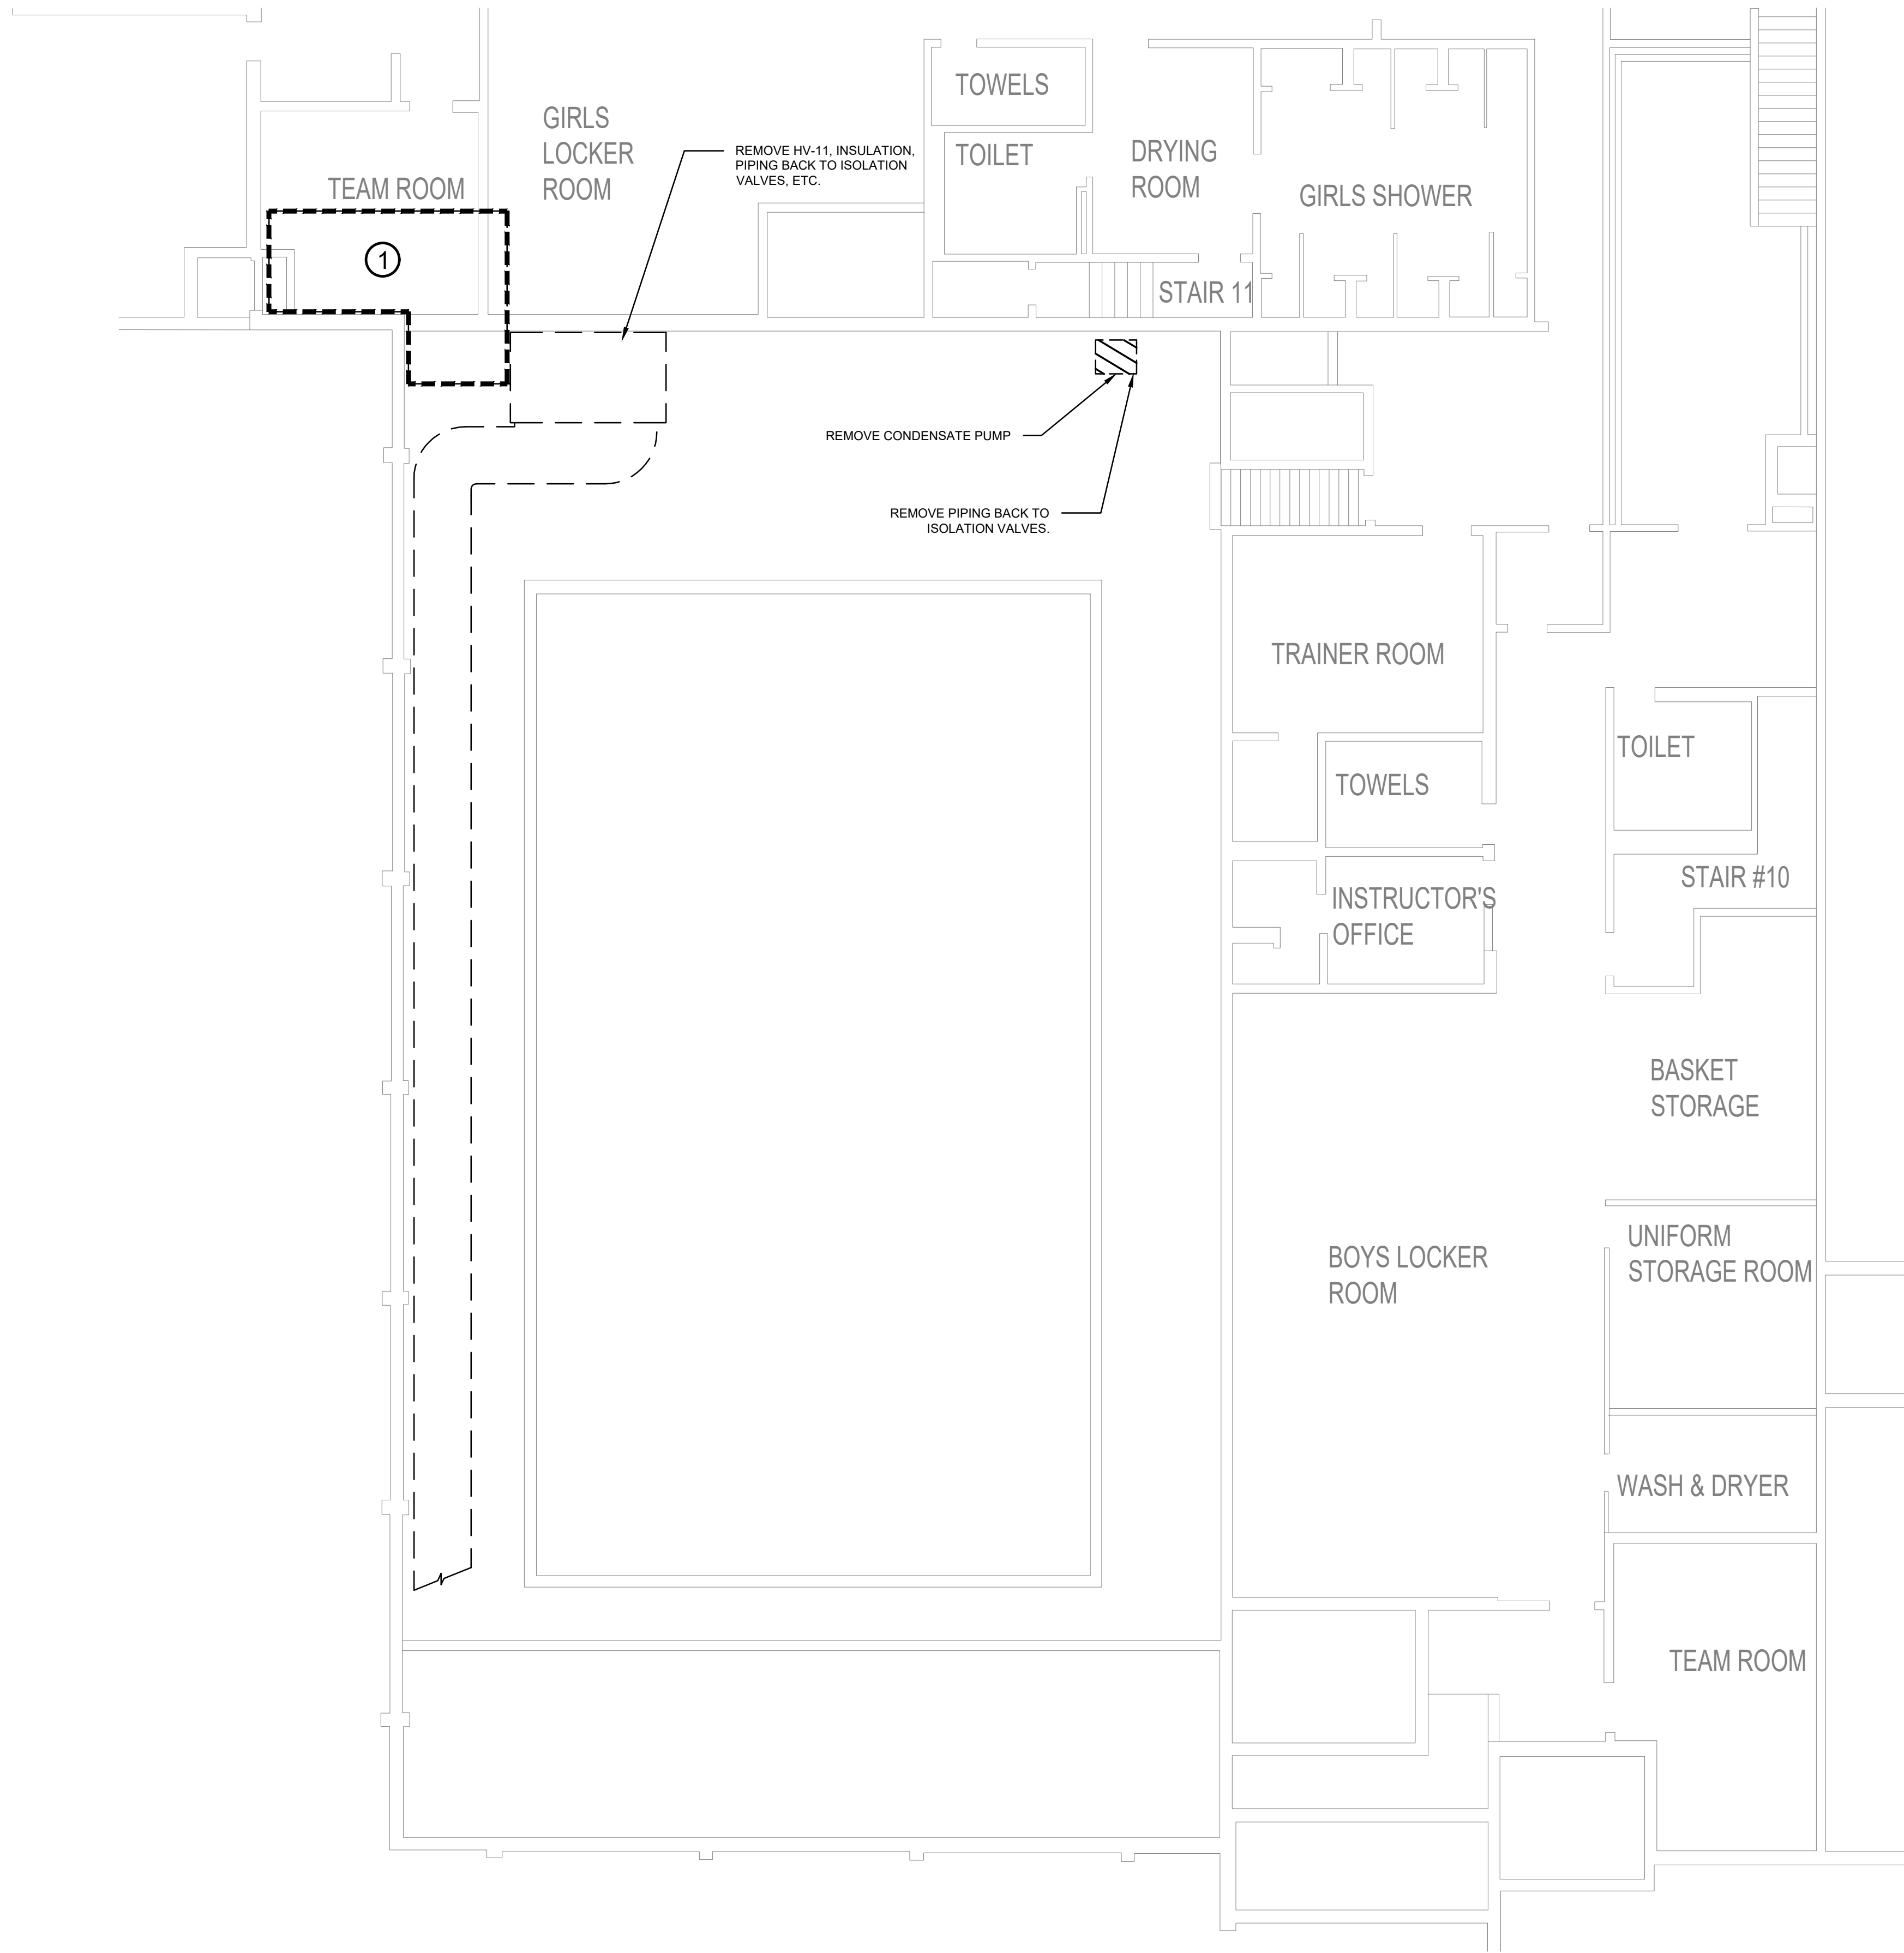 TOWELS
GIRLS
LOCKER
ROOM
REMOVE HV-11, INSULATION,
PIPING BACK TO ISOLATION
VALVES, ETC.
TOILET
DRYING
ROOM
TEAM ROOM
GIRLS SHOWER
1
STAIR 11
REMOVE CONDENSATE PUMP
REMOVE PIPING BACK TO
ISOLATION VALVES.
TRAINER ROOM
TOILET
TOWELS
STAIR #10
INSTRUCTOR'S
OFFICE
BASKET
STORAGE
UNIFORM
STORAGE ROOM
BOYS LOCKER
ROOM
WASH & DRYER
TEAM ROOM